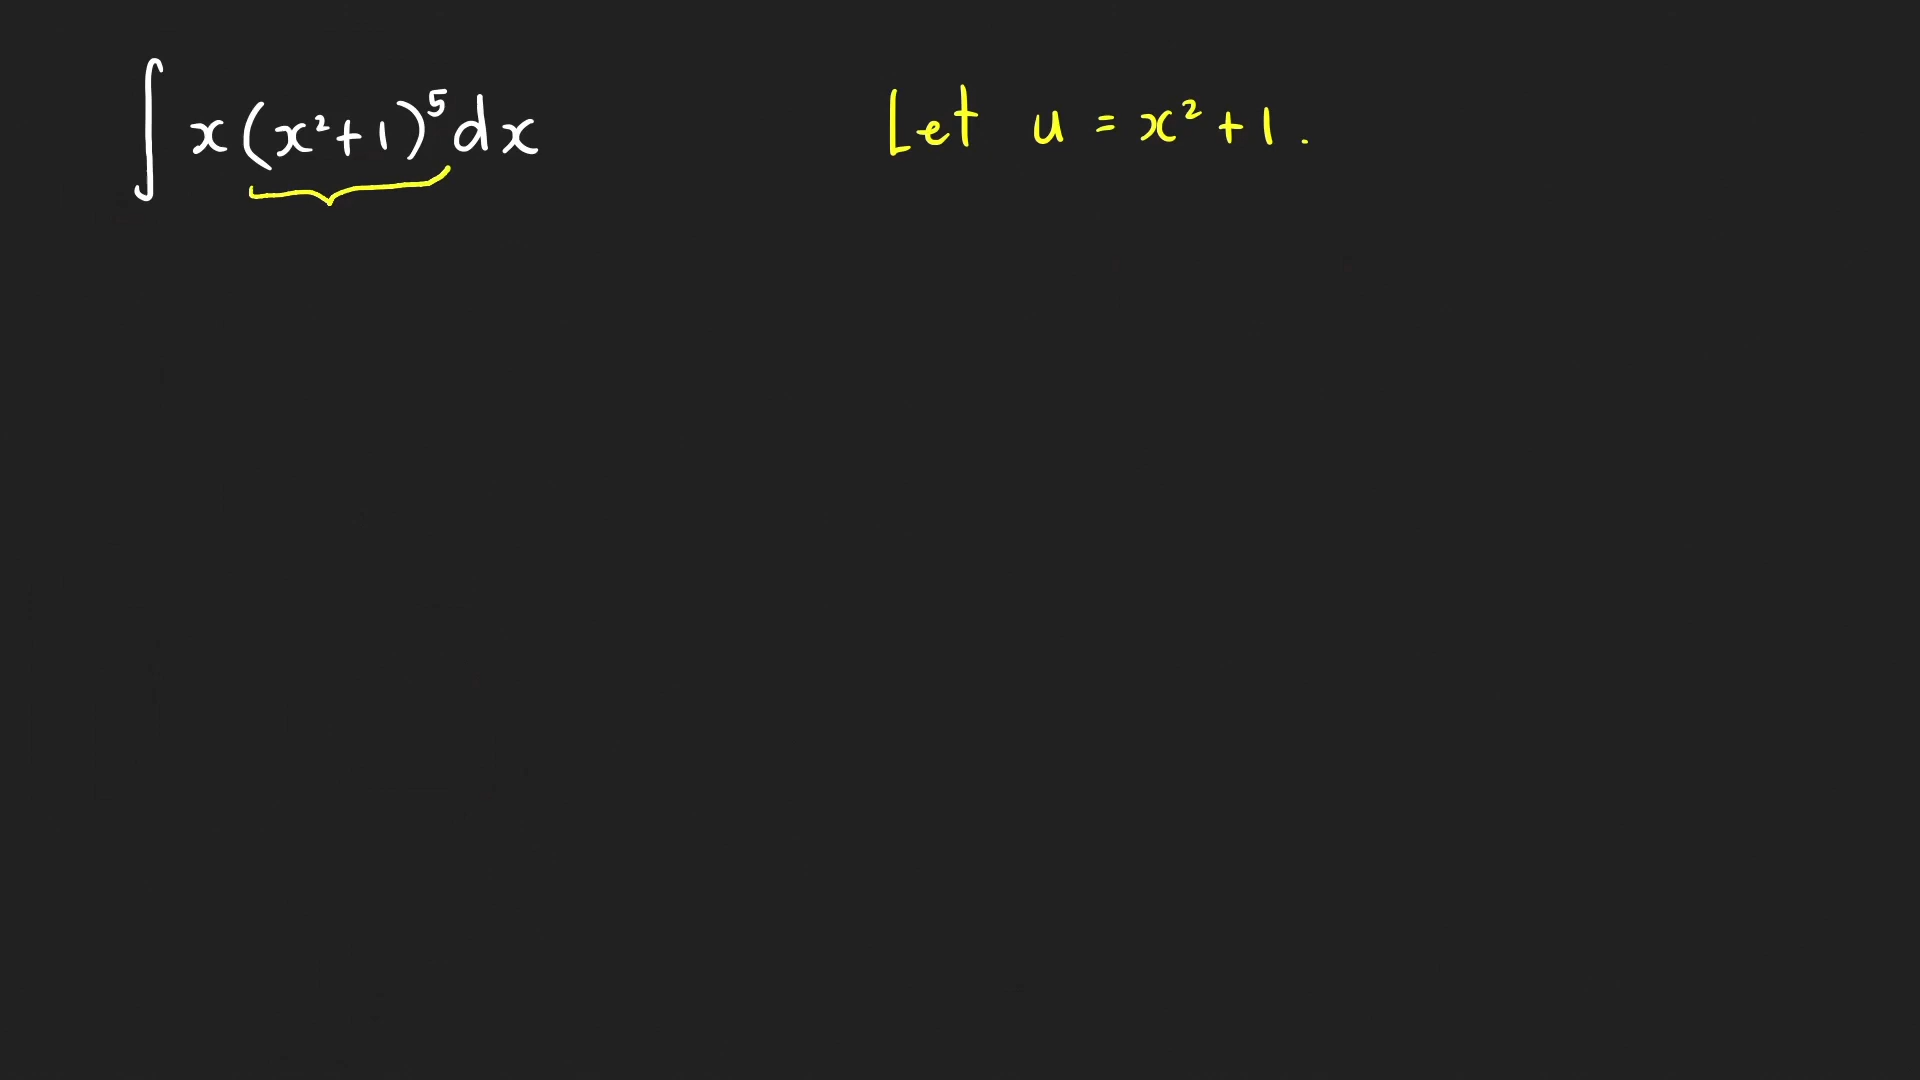 ∫ x(x²+1)⁵dx
Let u = x²+1.